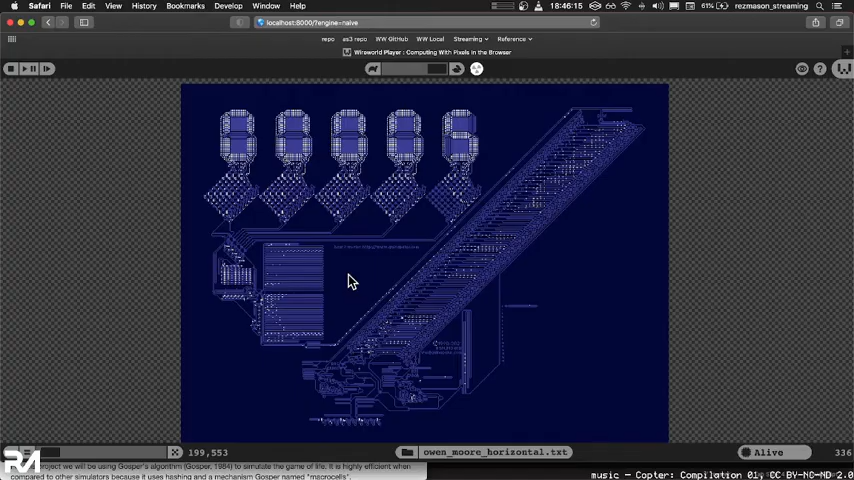 Safari File Edit View History Bookmarks Develop Window Help
18:46:15
61%
rezmason_streaming
localhost:8000/?engine=naive
repo as3 repo WW GitHub WW Local Streaming Reference
Wireworld Player : Computing With Pixels in the Browser
199,553
owen_moore_horizontal.txt
Alive
336
project we will be using Gosper's algorithm (Gosper, 1984) to simulate the game of life. It is highly efficient when
compared to other simulators because it uses hashing and a mechanism Gosper named "macrocells".
music - Copter: Compilation 01, CC BY-NC-ND 2.0